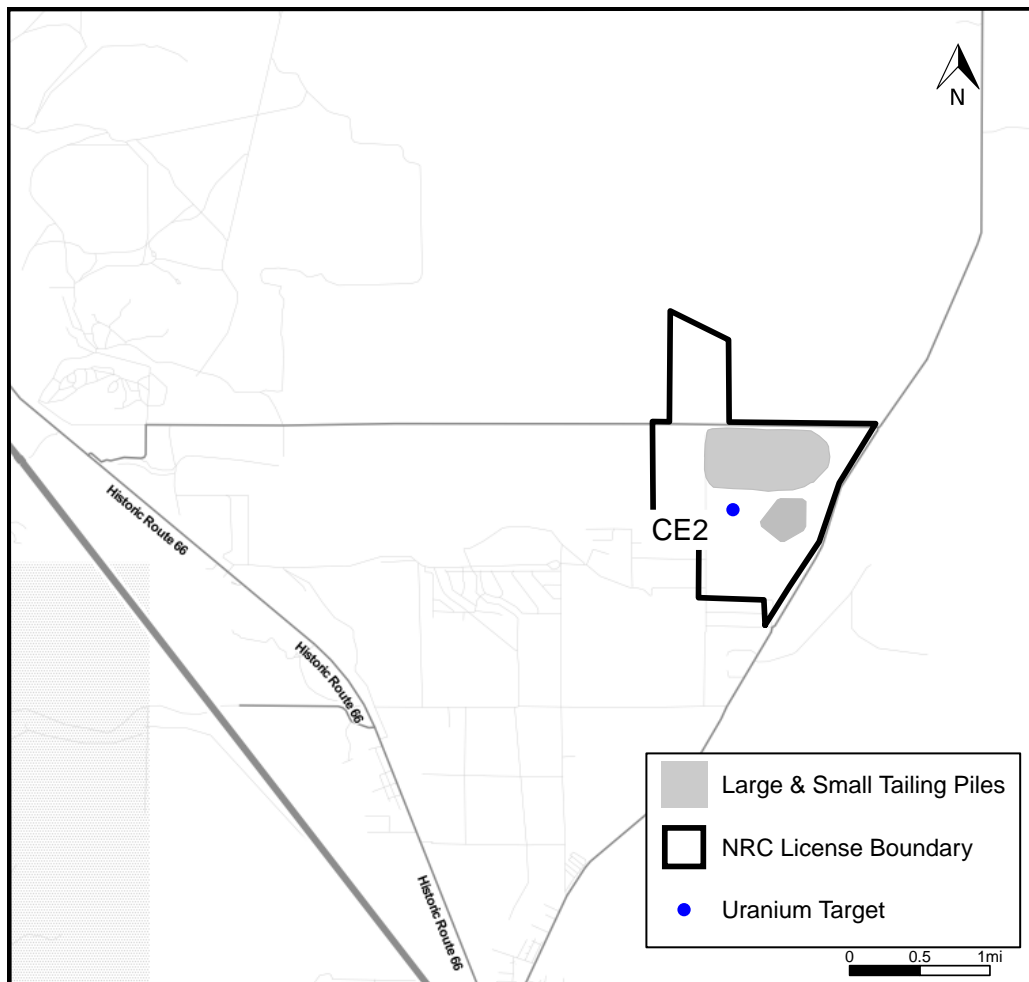 N
Historic Route 66
CE2
Historic Route 66
Large & Small Tailing Piles
NRC License Boundary
Historic Route 66
Uranium Target
0 0.5 1mi